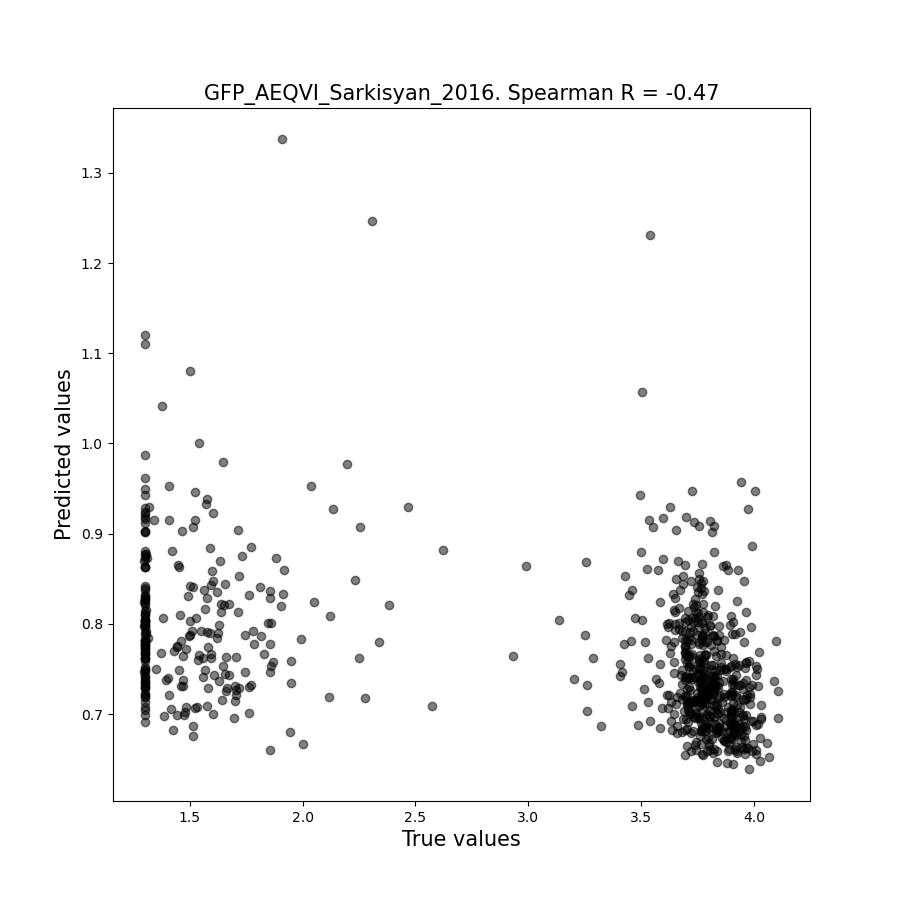 GFP_AEQVI_Sarkisyan_2016. Spearman R = -0.47
1.3
1.2
1.1
1.0
0.9
0.8
0.7
Predicted values
1.5 2.0 2.5 3.0 3.5 4.0
True values